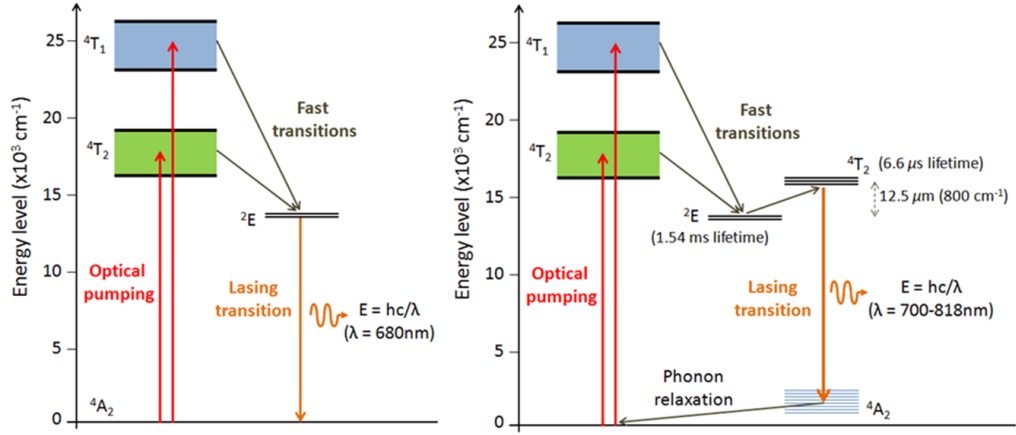 Energy level (x10³ cm⁻¹)
25
20
15
10
5
0
⁴T₁
⁴T₂
Fast
transitions
²E
Optical
pumping
Lasing
transition
E = hc/λ
(λ = 680nm)
⁴A₂
Energy level (x10³ cm⁻¹)
25
20
15
10
5
0
⁴T₁
⁴T₂
Fast
transitions
⁴T₂ (6.6 µs lifetime)
12.5 µm (800 cm⁻¹)
²E
(1.54 ms lifetime)
Optical
pumping
Lasing
transition
E = hc/λ
(λ = 700-818nm)
Phonon
relaxation
⁴A₂